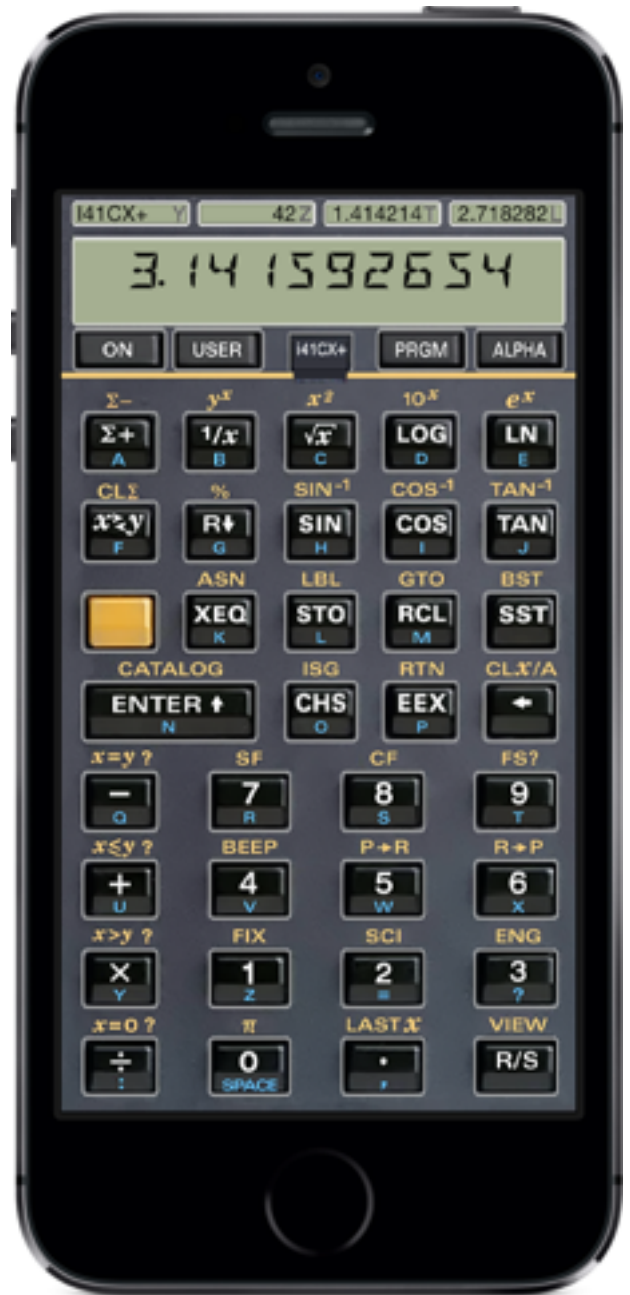 I41CX+ Y 42 Z 1.414214 T 2.718282 L
3.141592654
ON USER I41CX+ PRGM ALPHA
Σ− yˣ x² 10ˣ eˣ
Σ+ 1/x √x LOG LN
A B C D E
CLΣ % SIN⁻¹ COS⁻¹ TAN⁻¹
x≷y R↓ SIN COS TAN
F G H I J
ASN LBL GTO BST
XEQ STO RCL SST
K L M
CATALOG ISG RTN CLX/A
ENTER ↑ CHS EEX ←
N O P
x=y ? SF CF FS?
− 7 8 9
Q R S T
x≤y ? BEEP P→R R→P
+ 4 5 6
U V W X
x>y ? FIX SCI ENG
× 1 2 3
Y Z = ?
x=0 ? π LAST X VIEW
÷ 0 · R/S
: SPACE ,